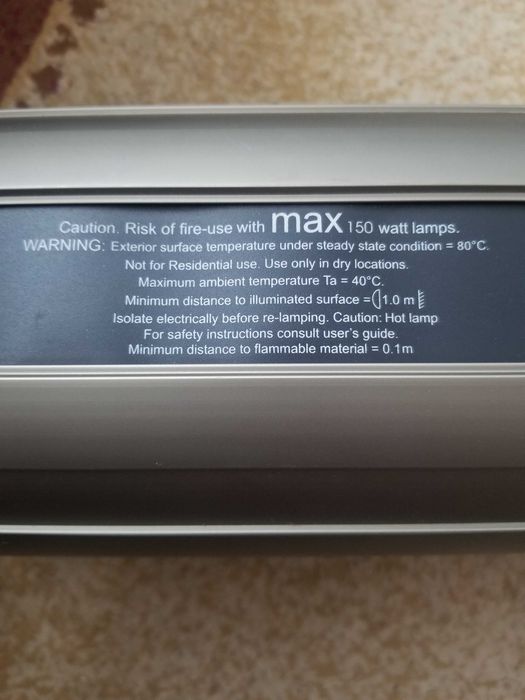 Caution. Risk of fire-use with max 150 watt lamps.
WARNING: Exterior surface temperature under steady state condition = 80°C.
Not for Residential use. Use only in dry locations.
Maximum ambient temperature Ta = 40°C.
Minimum distance to illuminated surface = 1.0 m
Isolate electrically before re-lamping. Caution: Hot lamp
For safety instructions consult user's guide.
Minimum distance to flammable material = 0.1m